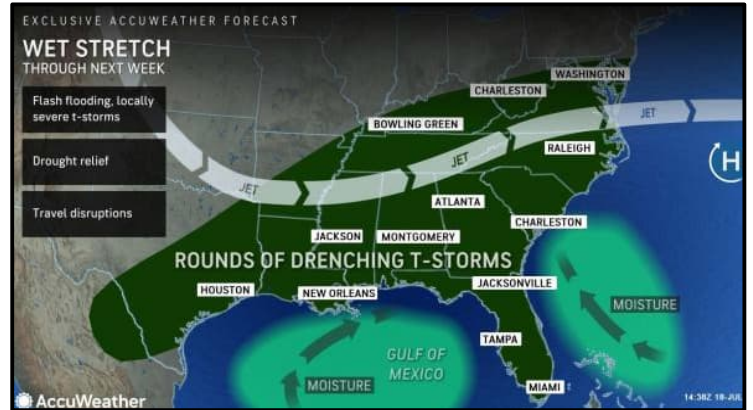 EXCLUSIVE ACCUWEATHER FORECAST
WET STRETCH
THROUGH NEXT WEEK
Flash flooding, locally
severe t-storms
Drought relief
Travel disruptions
WASHINGTON
CHARLESTON
BOWLING GREEN
JET
JET
JET
RALEIGH
H
ATLANTA
CHARLESTON
JACKSON
MONTGOMERY
ROUNDS OF DRENCHING T-STORMS
HOUSTON
NEW ORLEANS
JACKSONVILLE
MOISTURE
TAMPA
GULF OF
MEXICO
MOISTURE
MIAMI
AccuWeather
14:38Z 18-JUL